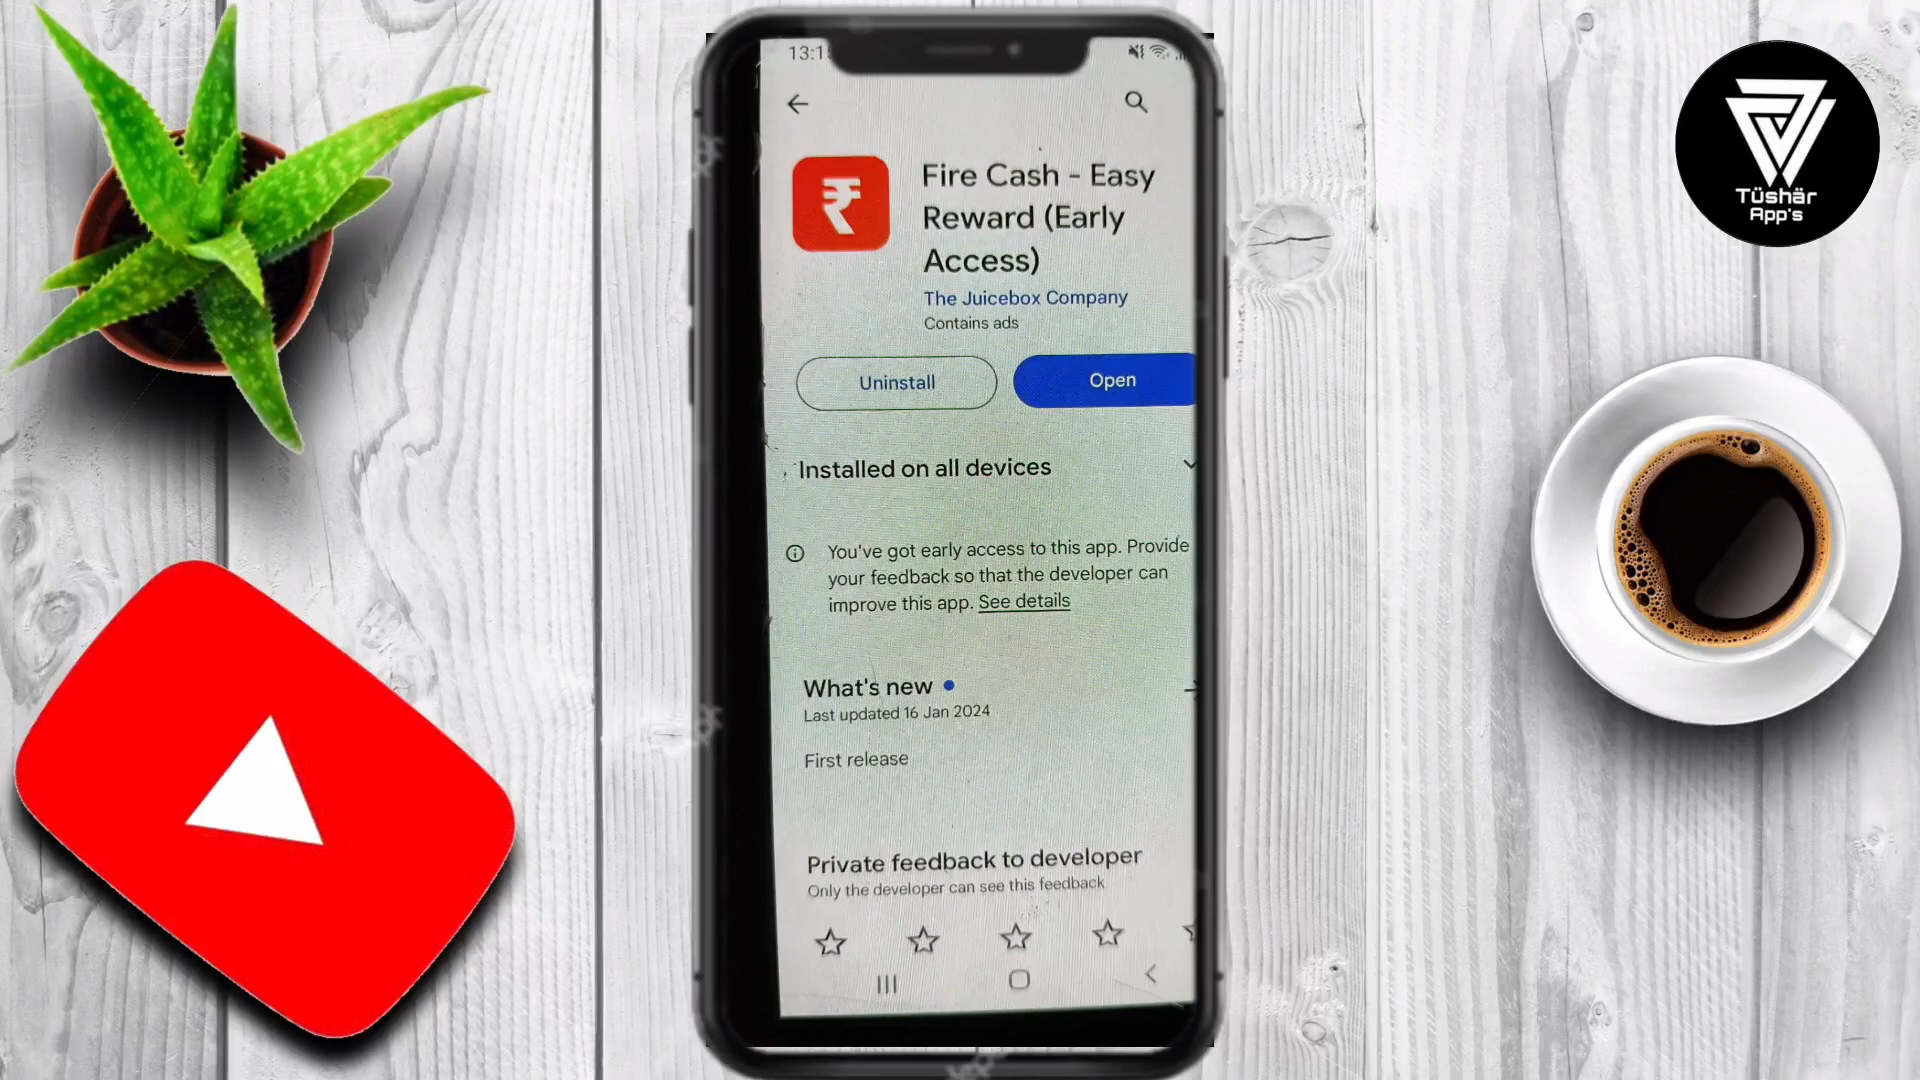 13:1
Fire Cash - Easy
Reward (Early
Access)
The Juicebox Company
Contains ads
Uninstall
Open
Installed on all devices
You've got early access to this app. Provide
your feedback so that the developer can
improve this app. See details
What's new
Last updated 16 Jan 2024
First release
Private feedback to developer
Only the developer can see this feedback
Tüshär
App's